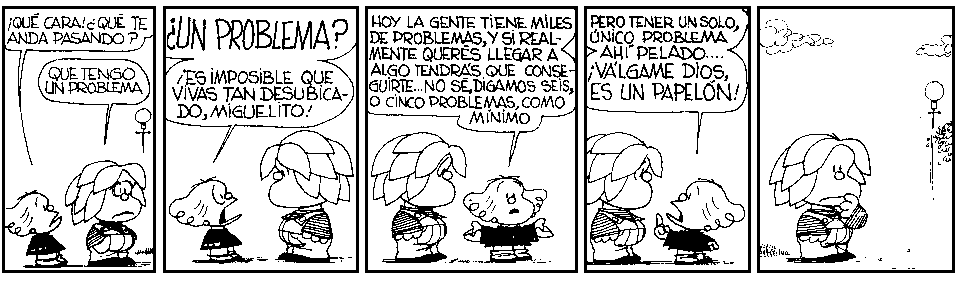 ¡QUÉ CARA! ¿QUÉ TE
ANDA PASANDO?
QUE TENGO
UN PROBLEMA
¿UN PROBLEMA?
¡ES IMPOSIBLE QUE
VIVAS TAN DESUBICA-
DO, MIGUELITO!
HOY LA GENTE TIENE MILES
DE PROBLEMAS, Y SI REAL-
MENTE QUERÉS LLEGAR A
ALGO TENDRÁS QUE CONSE-
GUIRTE...NO SÉ, DIGAMOS SEIS,
O CINCO PROBLEMAS, COMO
MÍNIMO
PERO TENER UN SOLO,
ÚNICO PROBLEMA
AHÍ PELADO....
¡VÁLGAME DIOS,
ES UN PAPELÓN!